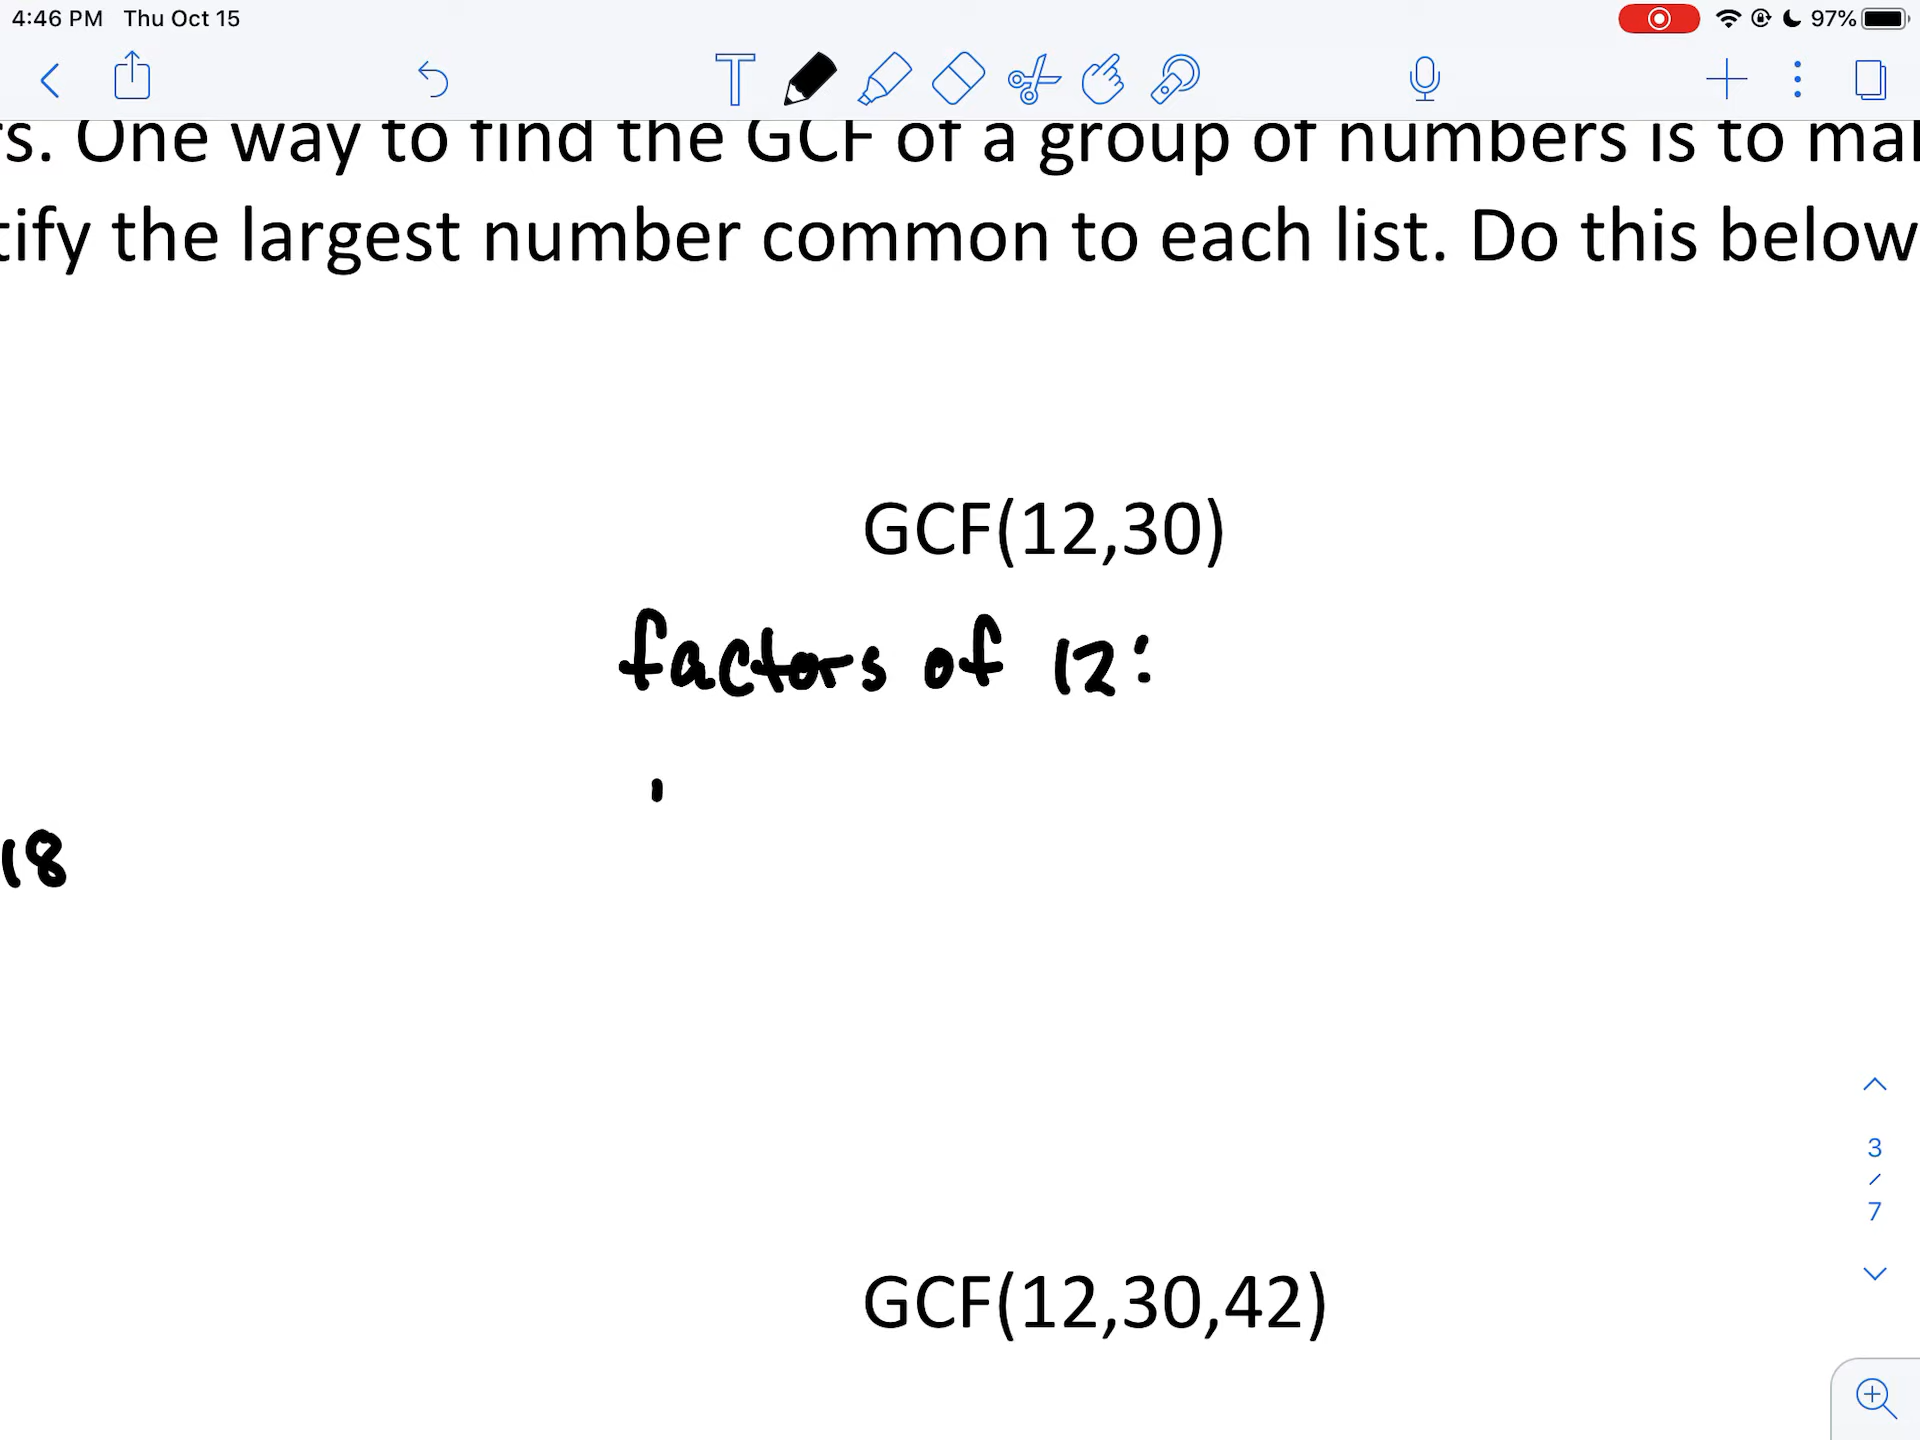 4:46 PM Thu Oct 15 97%
s. One way to find the GCF of a group of numbers is to
tify the largest number common to each list. Do this below
GCF(12,30)
factors of 12:
18
3
/
7
GCF(12,30,42)